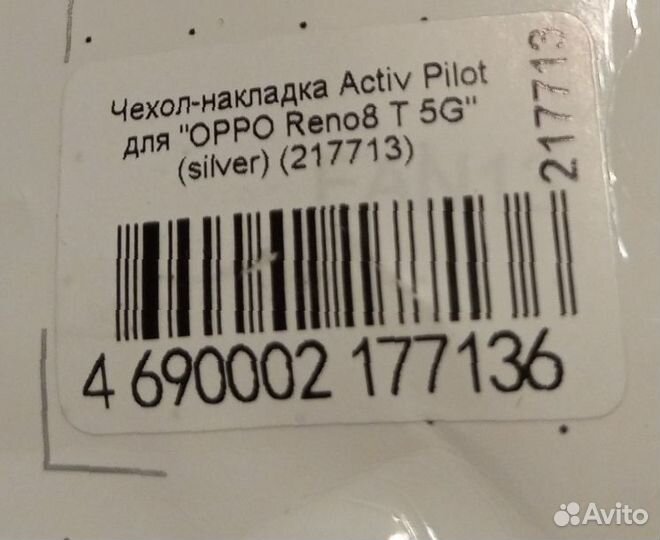 Чехол-накладка Activ Pilot
для "OPPO Reno8 T 5G"
(silver) (217713)
217713
4 690002 177136
Avito